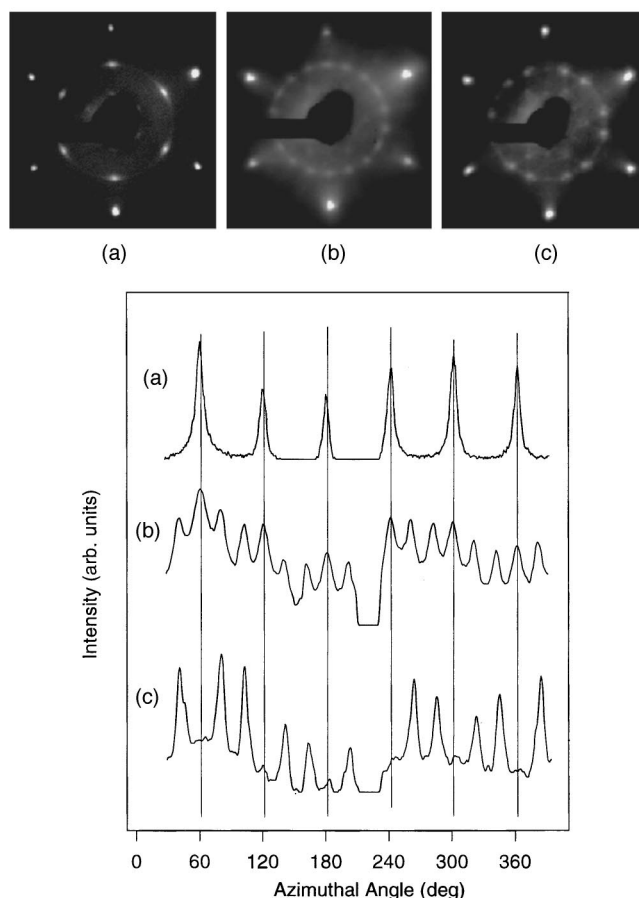 (a)
(b)
(c)
(a)
(b)
(c)
Intensity (arb. units)
0 60 120 180 240 300 360
Azimuthal Angle (deg)